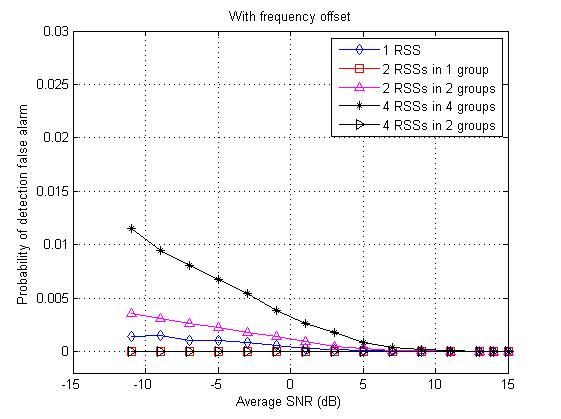 With frequency offset
0.03
0.025
0.02
0.015
0.01
0.005
0
Probability of detection false alarm
1 RSS
2 RSSs in 1 group
2 RSSs in 2 groups
4 RSSs in 4 groups
4 RSSs in 2 groups
-15
-10
-5
0
5
10
15
Average SNR (dB)